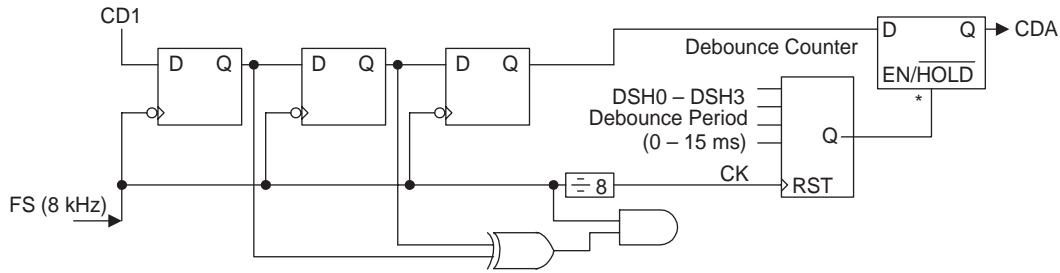 CD1
D Q
D Q
D Q
Debounce Counter
D Q
EN/HOLD
*
CDA
DSH0 – DSH3
Debounce Period
(0 – 15 ms)
Q
CK
RST
÷ 8
FS (8 kHz)